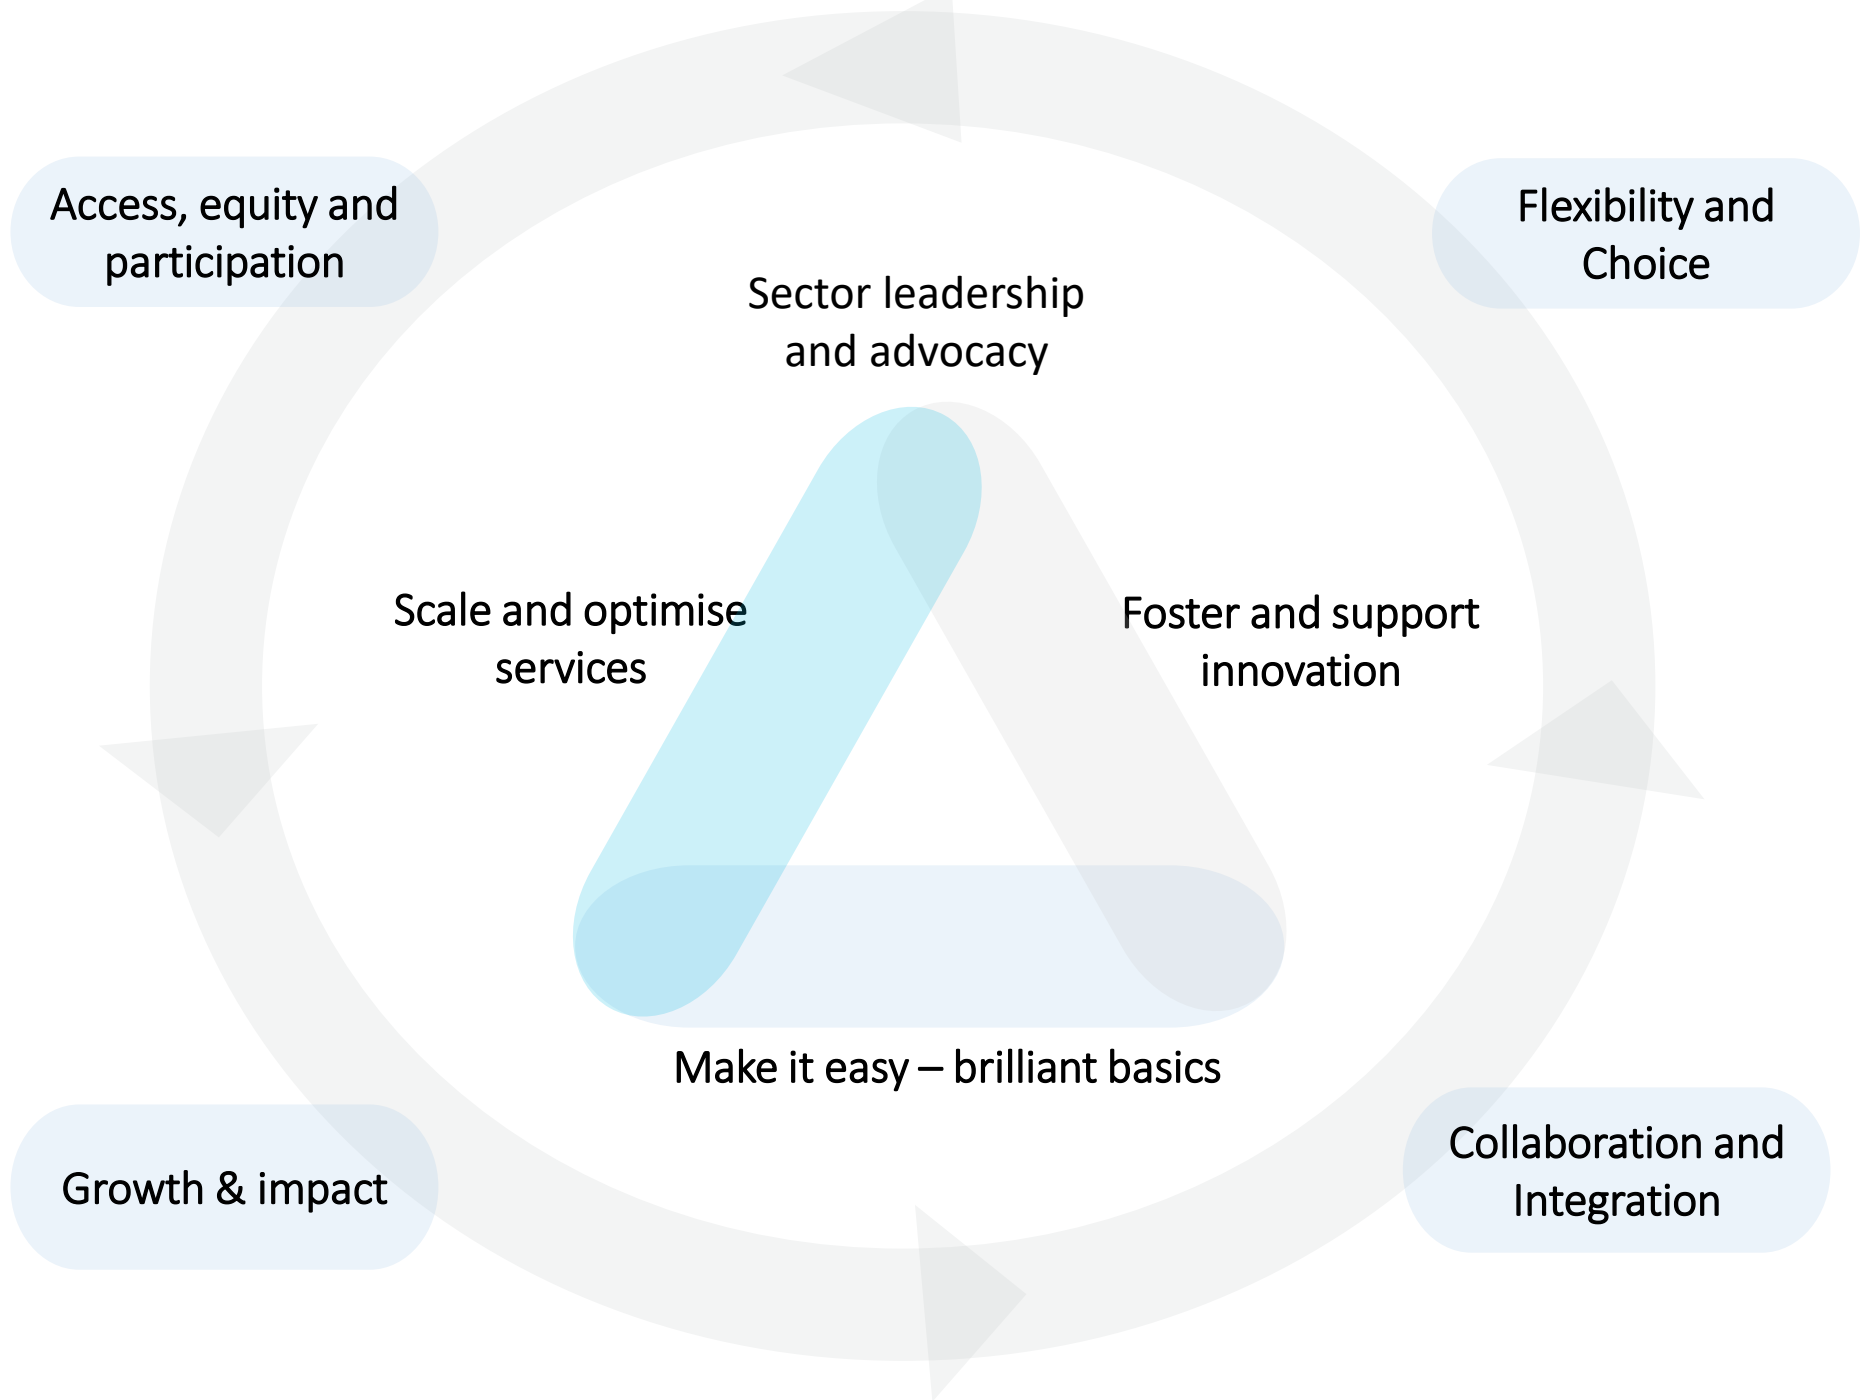 Access, equity and
participation
Flexibility and
Choice
Sector leadership
and advocacy
Scale and optimise
services
Foster and support
innovation
Make it easy – brilliant basics
Growth & impact
Collaboration and
Integration